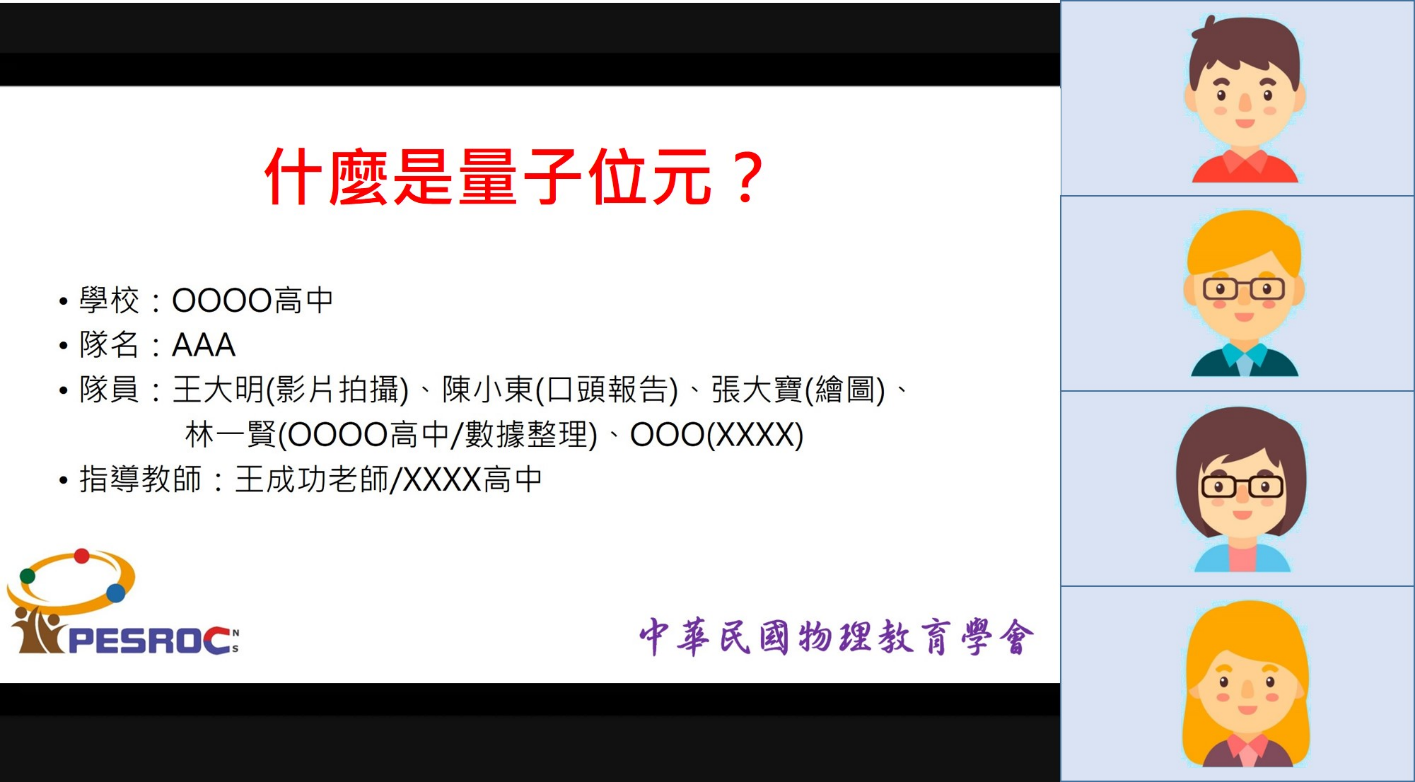 什麼是量子位元？
• 學校：OOOO高中
• 隊名：AAA
• 隊員：王大明(影片拍攝)、陳小東(口頭報告)、張大寶(繪圖)、
林一賢(OOOO高中/數據整理)、OOO(XXXX)
• 指導教師：王成功老師/XXXX高中
PESROC N S
中華民國物理教育學會